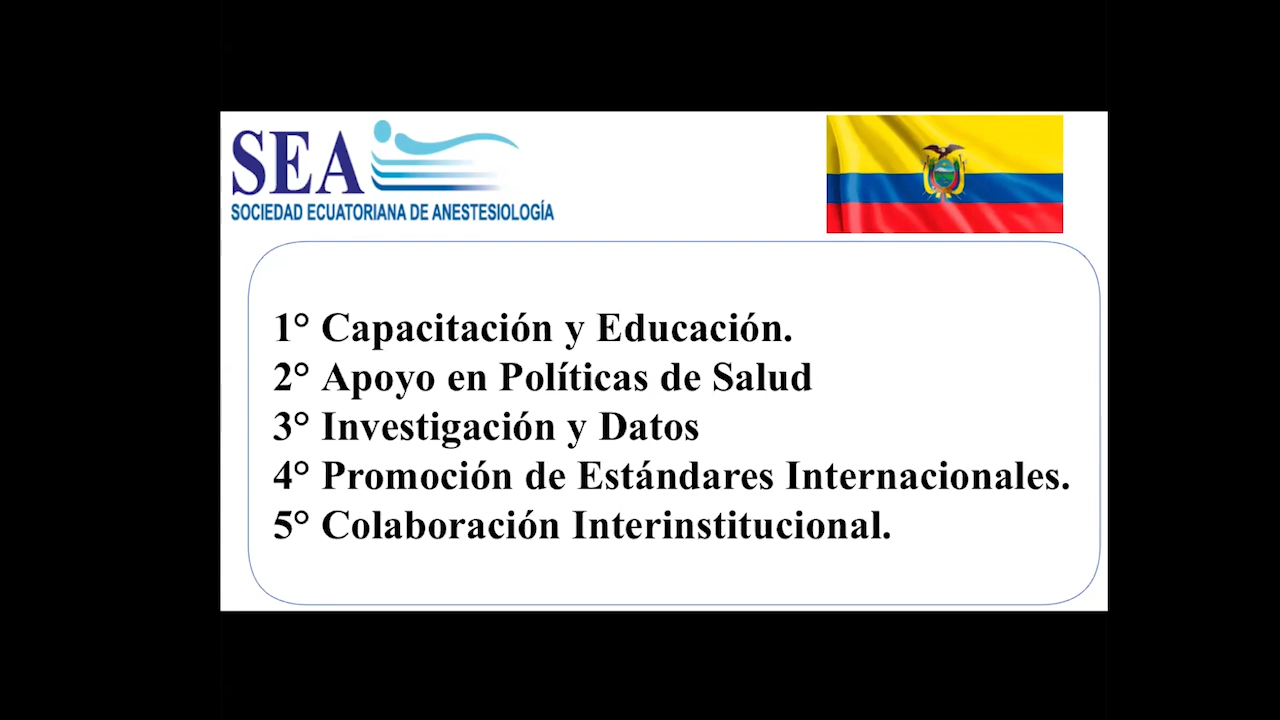 SEA
SOCIEDAD ECUATORIANA DE ANESTESIOLOGÍA
1° Capacitación y Educación.
2° Apoyo en Políticas de Salud
3° Investigación y Datos
4° Promoción de Estándares Internacionales.
5° Colaboración Interinstitucional.